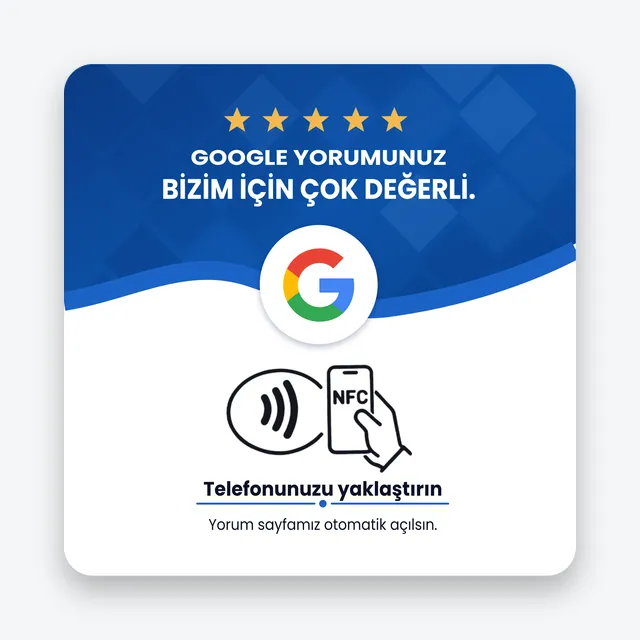 GOOGLE YORUMUNUZ
BİZİM İÇİN ÇOK DEĞERLİ.
G
NFC
Telefonunuzu yaklaştırın
Yorum sayfamız otomatik açılsın.